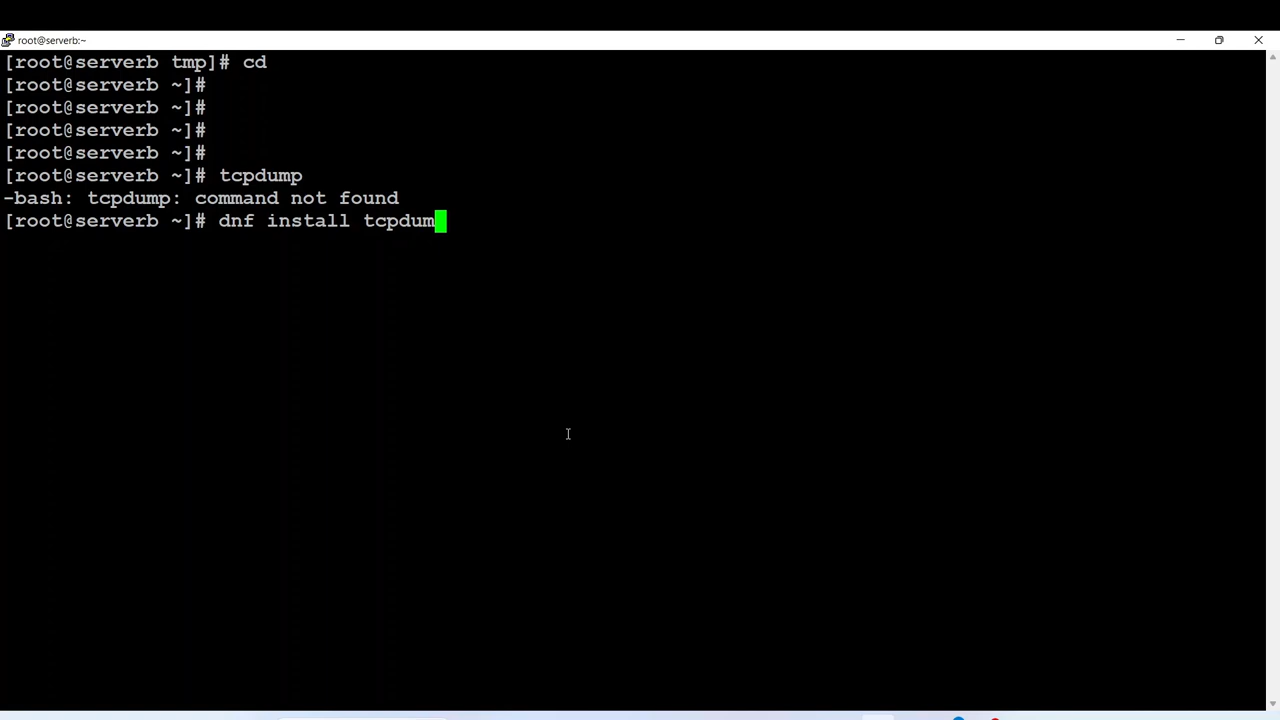 root@serverb:~
[root@serverb tmp]# cd
[root@serverb ~]#
[root@serverb ~]#
[root@serverb ~]#
[root@serverb ~]#
[root@serverb ~]# tcpdump
-bash: tcpdump: command not found
[root@serverb ~]# dnf install tcpdum